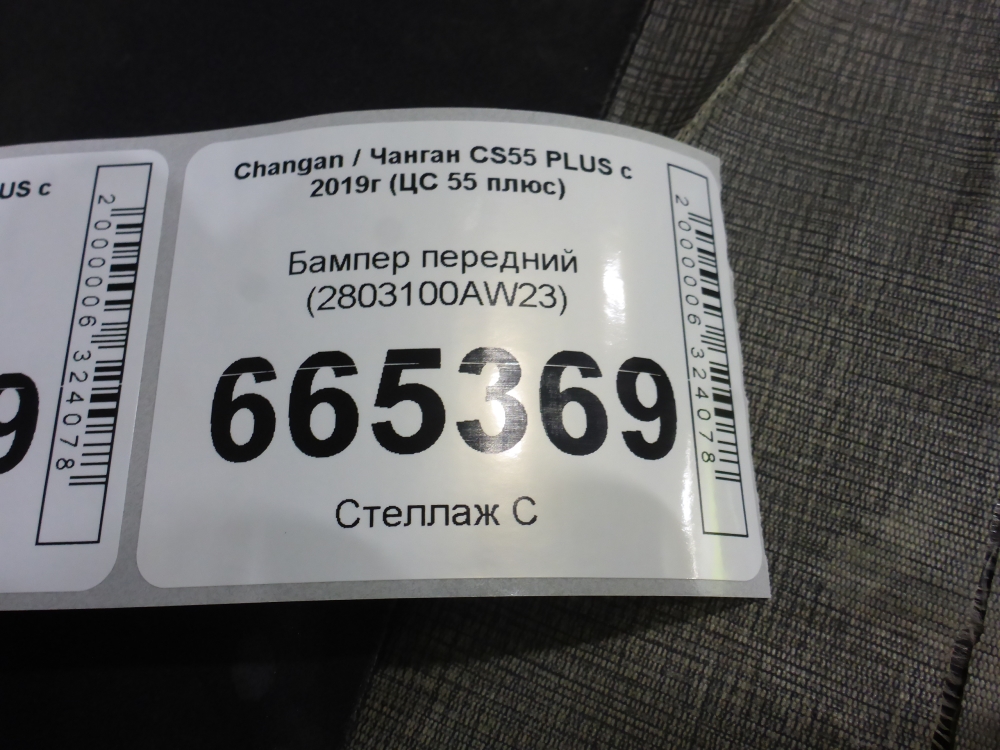 US с
9
2000006324078
Changan / Чанган CS55 PLUS с
2019г (ЦС 55 плюс)
Бампер передний
(2803100AW23)
665369
Стеллаж С
2000006324078